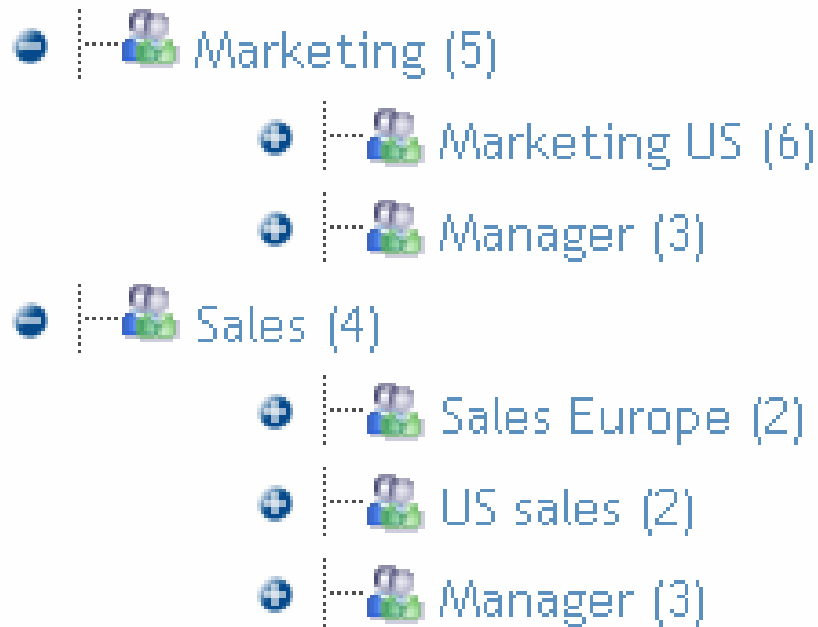 Marketing (5)
Marketing US (6)
Manager (3)
Sales (4)
Sales Europe (2)
US sales (2)
Manager (3)